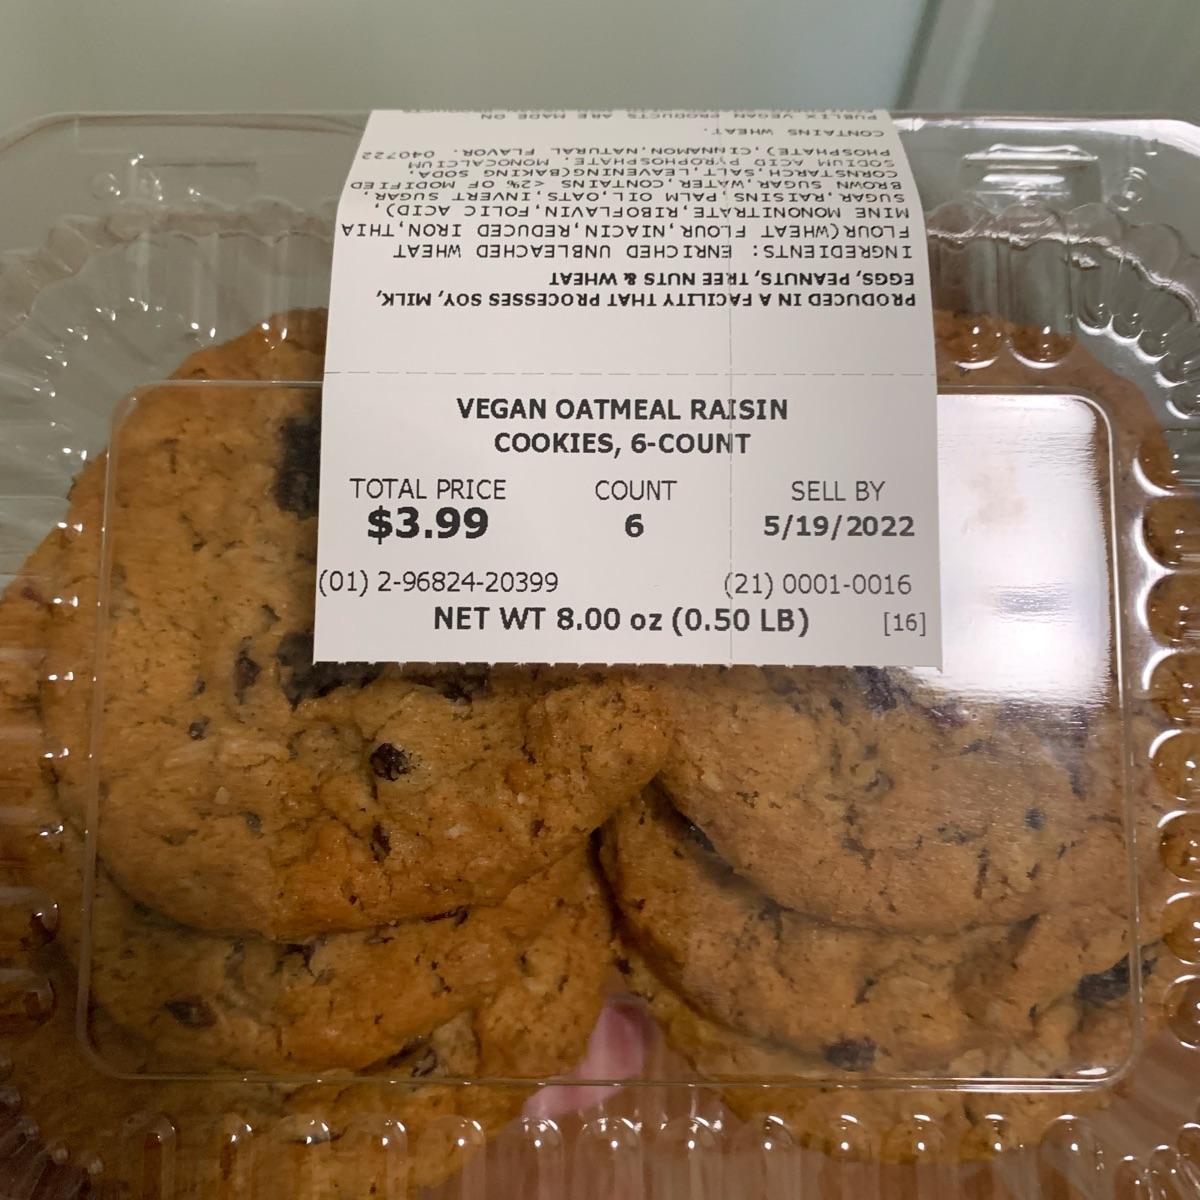 VEGAN OATMEAL RAISIN
COOKIES, 6-COUNT
TOTAL PRICE COUNT SELL BY
$3.99 6 5/19/2022
(01) 2-96824-20399 (21) 0001-0016
NET WT 8.00 oz (0.50 LB) [16]
PRODUCED IN A FACILITY THAT PROCESSES SOY, MILK,
EGGS, PEANUTS, TREE NUTS & WHEAT
INGREDIENTS: ENRICHED UNBLEACHED WHEAT
FLOUR(WHEAT FLOUR,NIACIN,REDUCED IRON,THIA
MINE MONONITRATE,RIBOFLAVIN,FOLIC ACID),
SUGAR,RAISINS,PALM OIL,OATS,INVERT SUGAR,
BROWN SUGAR,WATER,CONTAINS <2% OF MODIFIED
CORNSTARCH,SALT,LEAVENING(BAKING SODA,
SODIUM ACID PYROPHOSPHATE, MONOCALCIUM
PHOSPHATE),CINNAMON,NATURAL FLAVOR. 040722
CONTAINS WHEAT.
PUBLIX VEGAN PRODUCTS ARE MADE ON